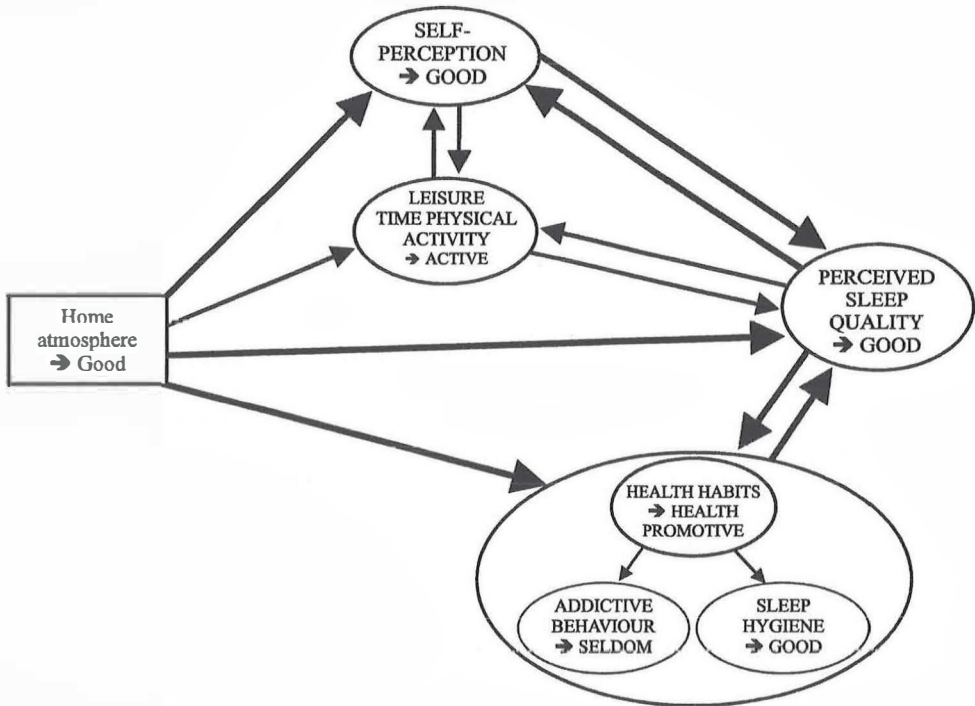 SELF-
PERCEPTION
➔ GOOD
LEISURE
TIME PHYSICAL
ACTIVITY
➔ ACTIVE
PERCEIVED
SLEEP
QUALITY
➔ GOOD
Home
atmosphere
➔ Good
HEALTH HABITS
➔ HEALTH
PROMOTIVE
ADDICTIVE
BEHAVIOUR
➔ SELDOM
SLEEP
HYGIENE
➔ GOOD